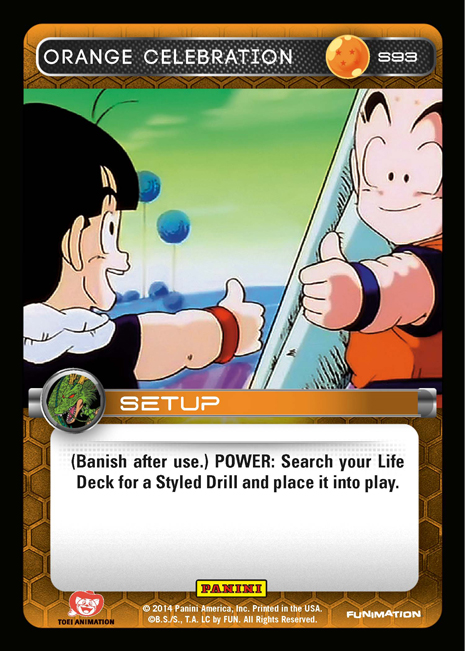 ORANGE CELEBRATION S93
SETUP
(Banish after use.) POWER: Search your Life
Deck for a Styled Drill and place it into play.
PANINI
TOEI ANIMATION
© 2014 Panini America, Inc. Printed in the USA.
©B.S./S., T.A. LC by FUN. All Rights Reserved.
FUNIMATION